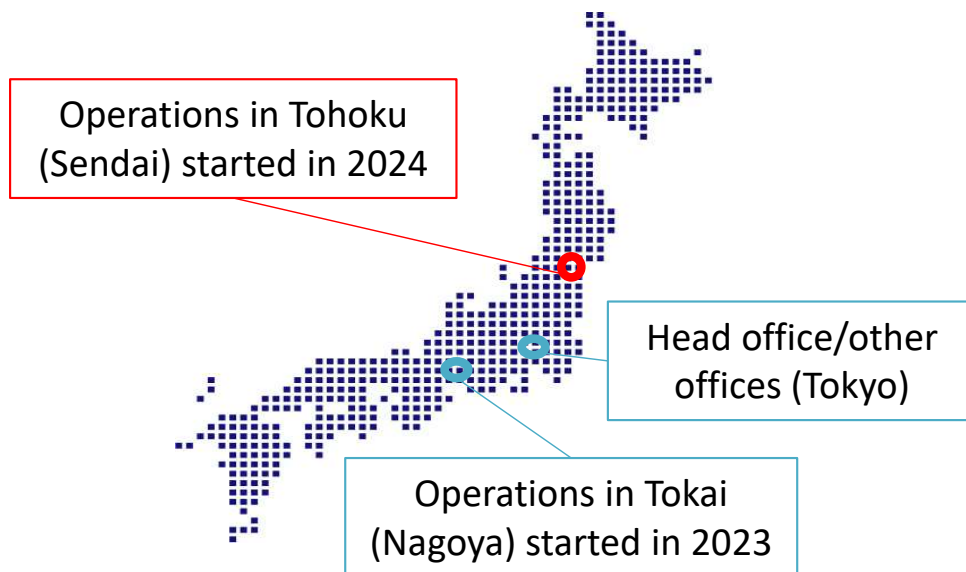 Operations in Tohoku
(Sendai) started in 2024
Head office/other
offices (Tokyo)
Operations in Tokai
(Nagoya) started in 2023